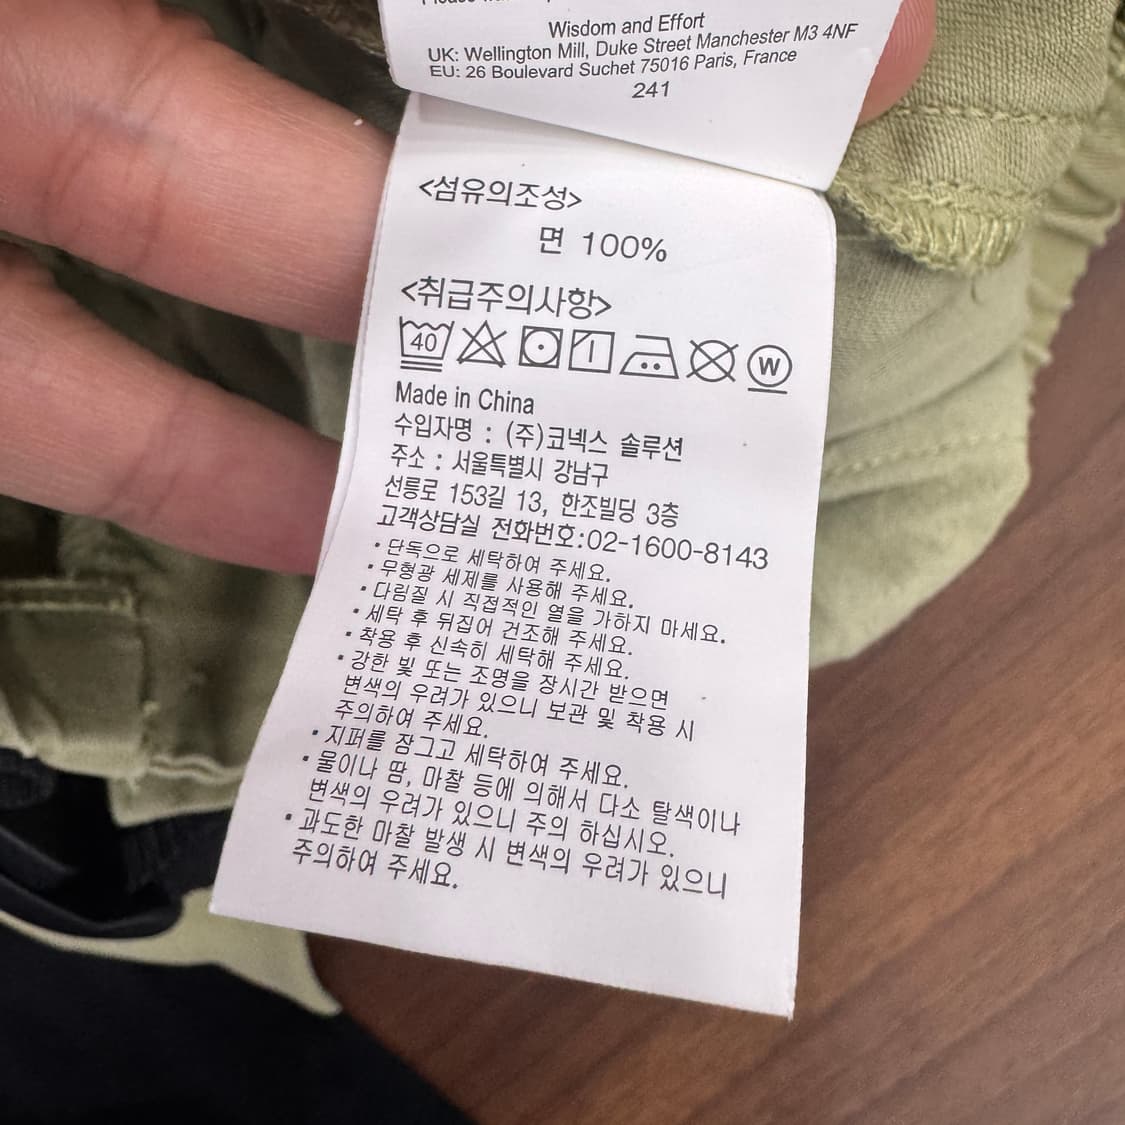 Wisdom and Effort
UK: Wellington Mill, Duke Street Manchester M3 4NF
EU: 26 Boulevard Suchet 75016 Paris, France
241
<섬유의조성>
면 100%
<취급주의사항>
40 W
Made in China
수입자명 : (주)코넥스 솔루션
주소 : 서울특별시 강남구
선릉로 153길 13, 한조빌딩 3층
고객상담실 전화번호:02-1600-8143
· 단독으로 세탁하여 주세요.
· 무형광 세제를 사용해 주세요.
· 다림질 시 직접적인 열을 가하지 마세요.
· 세탁 후 뒤집어 건조해 주세요.
· 착용 후 신속히 세탁해 주세요.
· 강한 빛 또는 조명을 장시간 받으면
변색의 우려가 있으니 보관 및 착용 시
주의하여 주세요.
· 지퍼를 잠그고 세탁하여 주세요.
· 물이나 땀, 마찰 등에 의해서 다소 탈색이나
변색의 우려가 있으니 주의 하십시오.
· 과도한 마찰 발생 시 변색의 우려가 있으니
주의하여 주세요.